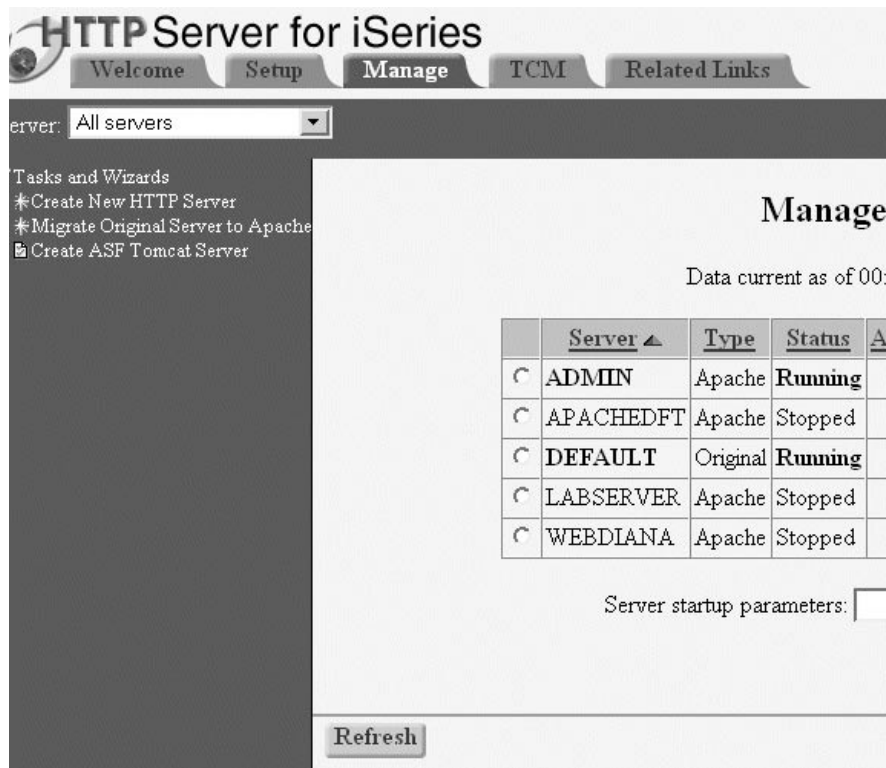 HTTP Server for iSeries
Welcome Setup Manage TCM Related Links
erver: All servers
Tasks and Wizards
Create New HTTP Server
Migrate Original Server to Apache
Create ASF Tomcat Server
Manage
Data current as of 00:
Server Type Status A
ADMIN Apache Running
APACHEDFT Apache Stopped
DEFAULT Original Running
LABSERVER Apache Stopped
WEBDIANA Apache Stopped
Server startup parameters:
Refresh